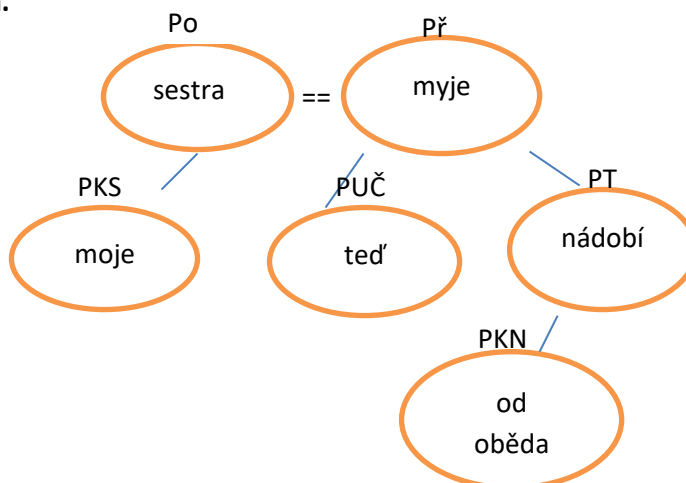 Po
Př
sestra
==
myje
PKS
PUČ
PT
moje
teď
nádobí
PKN
od
oběda